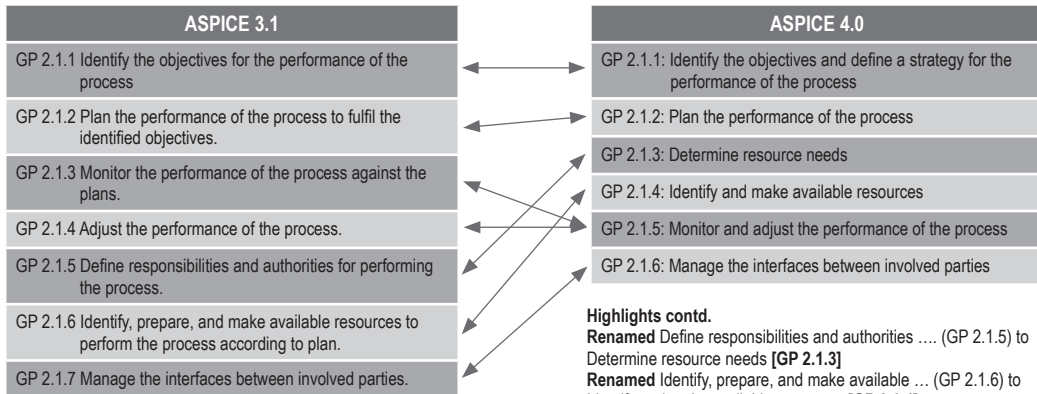 ASPICE 3.1
GP 2.1.1 Identify the objectives for the performance of the
process
GP 2.1.2 Plan the performance of the process to fulfil the
identified objectives.
GP 2.1.3 Monitor the performance of the process against the
plans.
GP 2.1.4 Adjust the performance of the process.
GP 2.1.5 Define responsibilities and authorities for performing
the process.
GP 2.1.6 Identify, prepare, and make available resources to
perform the process according to plan.
GP 2.1.7 Manage the interfaces between involved parties.
ASPICE 4.0
GP 2.1.1: Identify the objectives and define a strategy for the
performance of the process
GP 2.1.2: Plan the performance of the process
GP 2.1.3: Determine resource needs
GP 2.1.4: Identify and make available resources
GP 2.1.5: Monitor and adjust the performance of the process
GP 2.1.6: Manage the interfaces between involved parties
Highlights contd.
Renamed Define responsibilities and authorities …. (GP 2.1.5) to
Determine resource needs [GP 2.1.3]
Renamed Identify, prepare, and make available … (GP 2.1.6) to